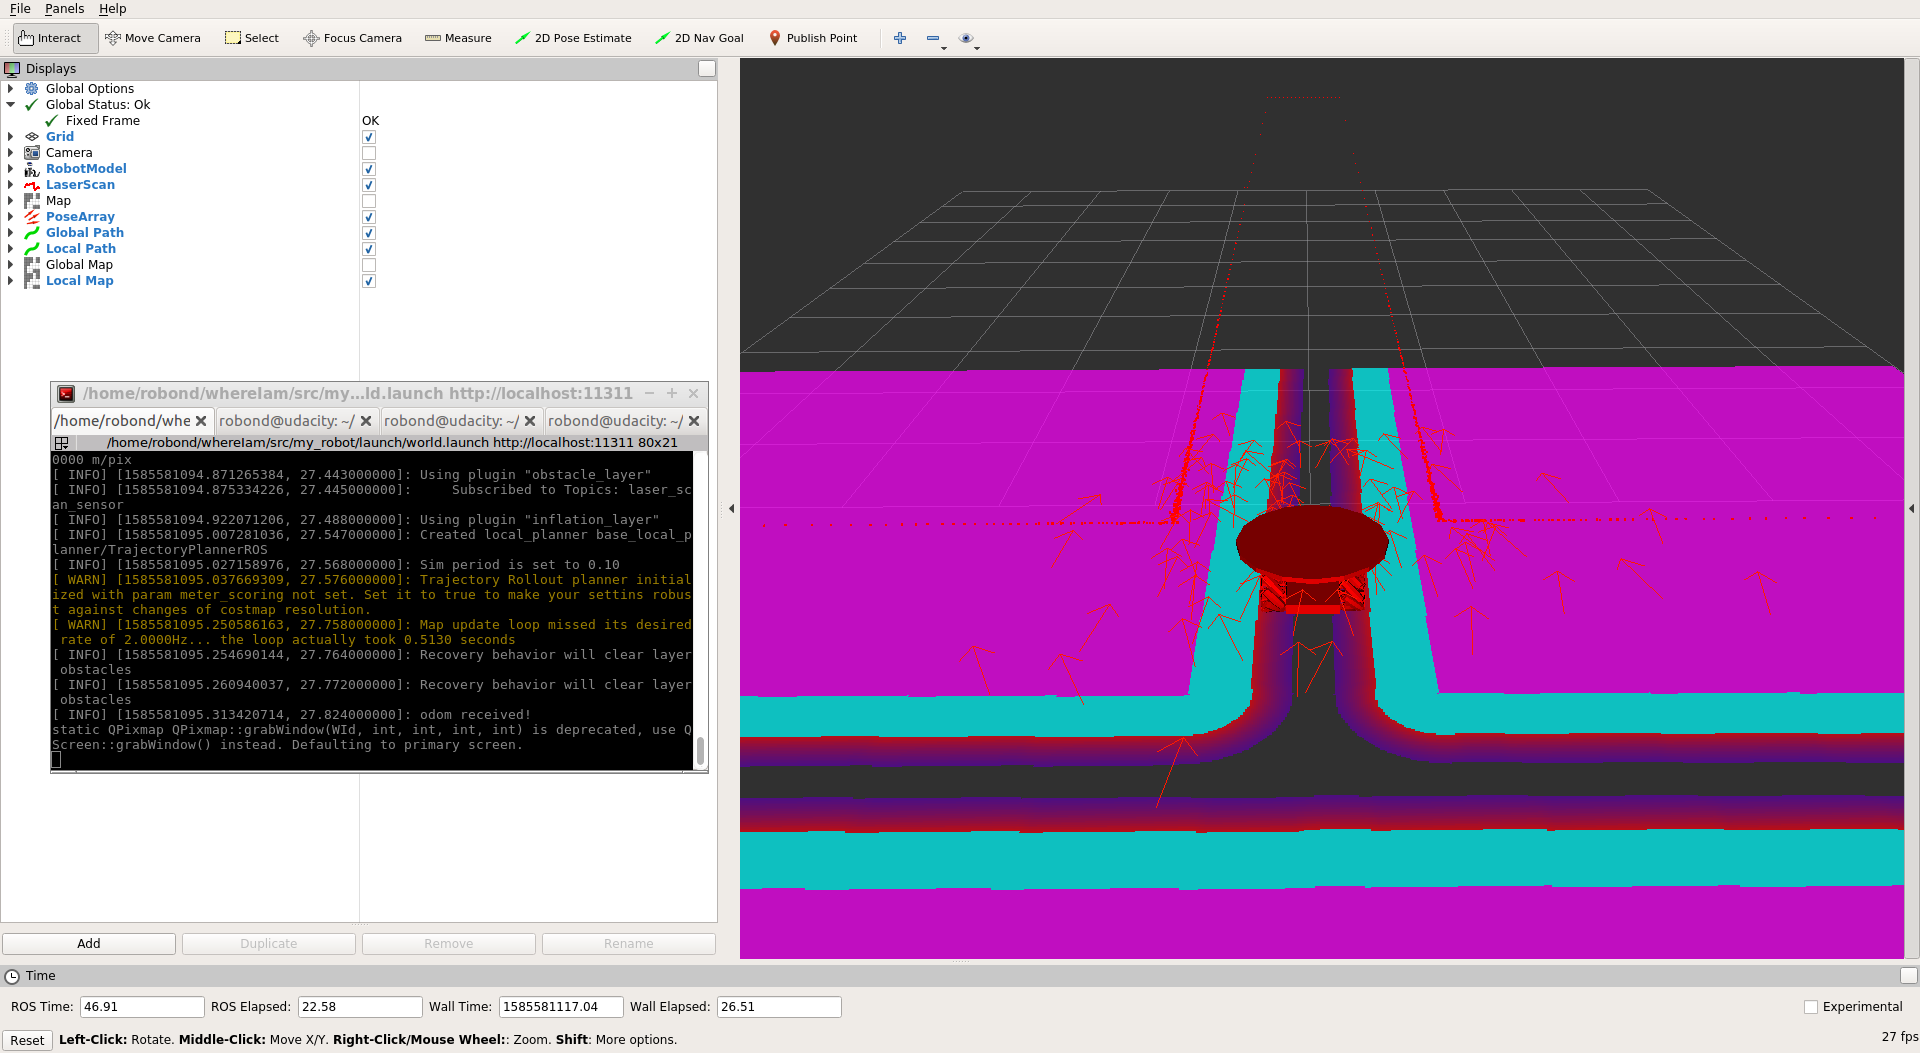 File Panels Help
Interact Move Camera Select Focus Camera Measure 2D Pose Estimate 2D Nav Goal Publish Point
Displays
Global Options
Global Status: Ok
Fixed Frame OK
Grid
Camera
RobotModel
LaserScan
Map
PoseArray
Global Path
Local Path
Global Map
Local Map
/home/robond/whereIam/src/my...ld.launch http://localhost:11311
/home/robond/whe robond@udacity: ~/ robond@udacity: ~/ robond@udacity: ~/
/home/robond/whereIam/src/my_robot/launch/world.launch http://localhost:11311 80x21
0000 m/pix
[ INFO] [1585581094.871265384, 27.443000000]: Using plugin "obstacle_layer"
[ INFO] [1585581094.875334226, 27.445000000]:     Subscribed to Topics: laser_sc
an_sensor
[ INFO] [1585581094.922071206, 27.488000000]: Using plugin "inflation_layer"
[ INFO] [1585581095.007281036, 27.547000000]: Created local_planner base_local_p
lanner/TrajectoryPlannerROS
[ INFO] [1585581095.027158976, 27.568000000]: Sim period is set to 0.10
[ WARN] [1585581095.037669309, 27.576000000]: Trajectory Rollout planner initial
ized with param meter_scoring not set. Set it to true to make your settins robus
t against changes of costmap resolution.
[ WARN] [1585581095.250586163, 27.758000000]: Map update loop missed its desired
 rate of 2.0000Hz... the loop actually took 0.5130 seconds
[ INFO] [1585581095.254690144, 27.764000000]: Recovery behavior will clear layer
 obstacles
[ INFO] [1585581095.260940037, 27.772000000]: Recovery behavior will clear layer
 obstacles
[ INFO] [1585581095.313420714, 27.824000000]: odom received!
static QPixmap QPixmap::grabWindow(WId, int, int, int, int) is deprecated, use Q
Screen::grabWindow() instead. Defaulting to primary screen.
Add Duplicate Remove Rename
Time
ROS Time: 46.91 ROS Elapsed: 22.58 Wall Time: 1585581117.04 Wall Elapsed: 26.51 Experimental
Reset Left-Click: Rotate. Middle-Click: Move X/Y. Right-Click/Mouse Wheel:: Zoom. Shift: More options. 27 fps